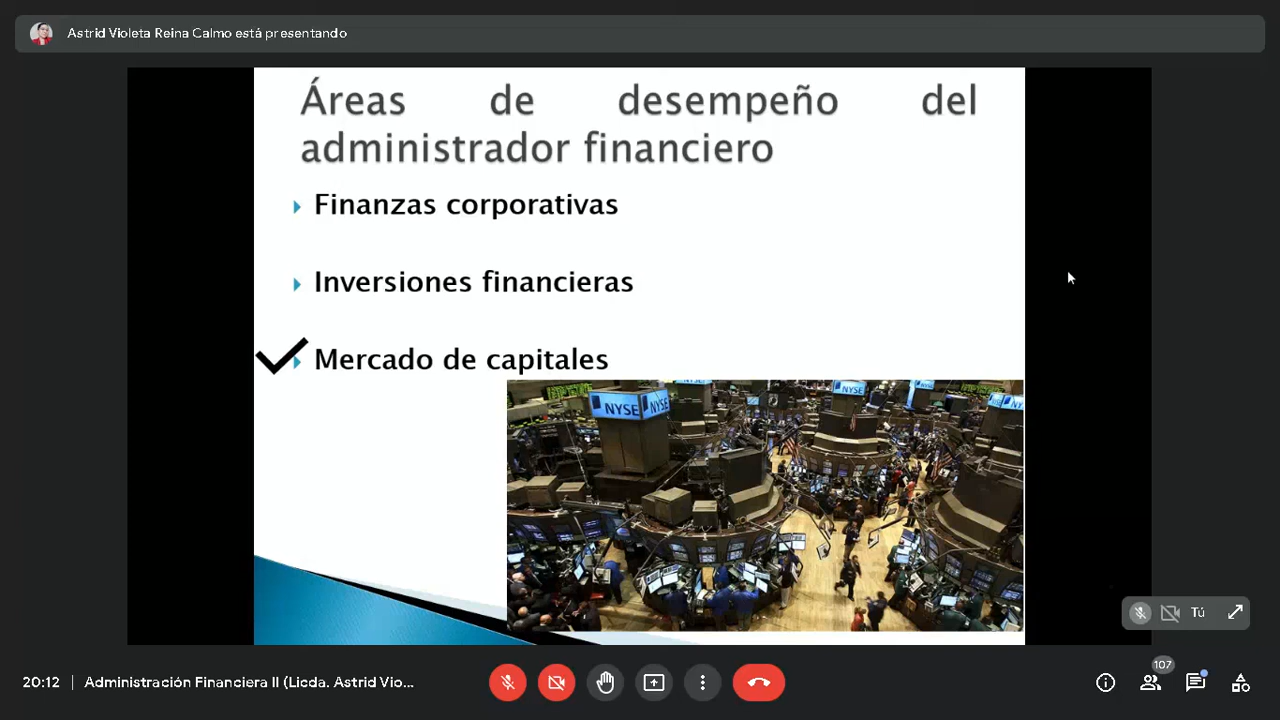 Astrid Violeta Reina Calmo está presentando
Áreas de desempeño del
administrador financiero
Finanzas corporativas
Inversiones financieras
Mercado de capitales
NYSE NYSE
NYSE
Tú
20:12 | Administración Financiera II (Licda. Astrid Vio...
107